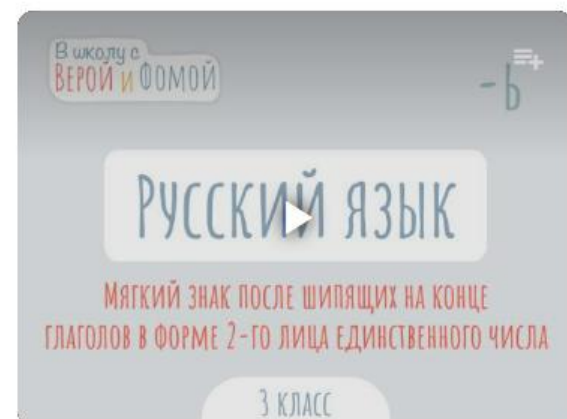 В школу с
ВЕРОЙ и ФОМОЙ
-Ь
РУССКИЙ ЯЗЫК
МЯГКИЙ ЗНАК ПОСЛЕ ШИПЯЩИХ НА КОНЦЕ
ГЛАГОЛОВ В ФОРМЕ 2-ГО ЛИЦА ЕДИНСТВЕННОГО ЧИСЛА
3 КЛАСС